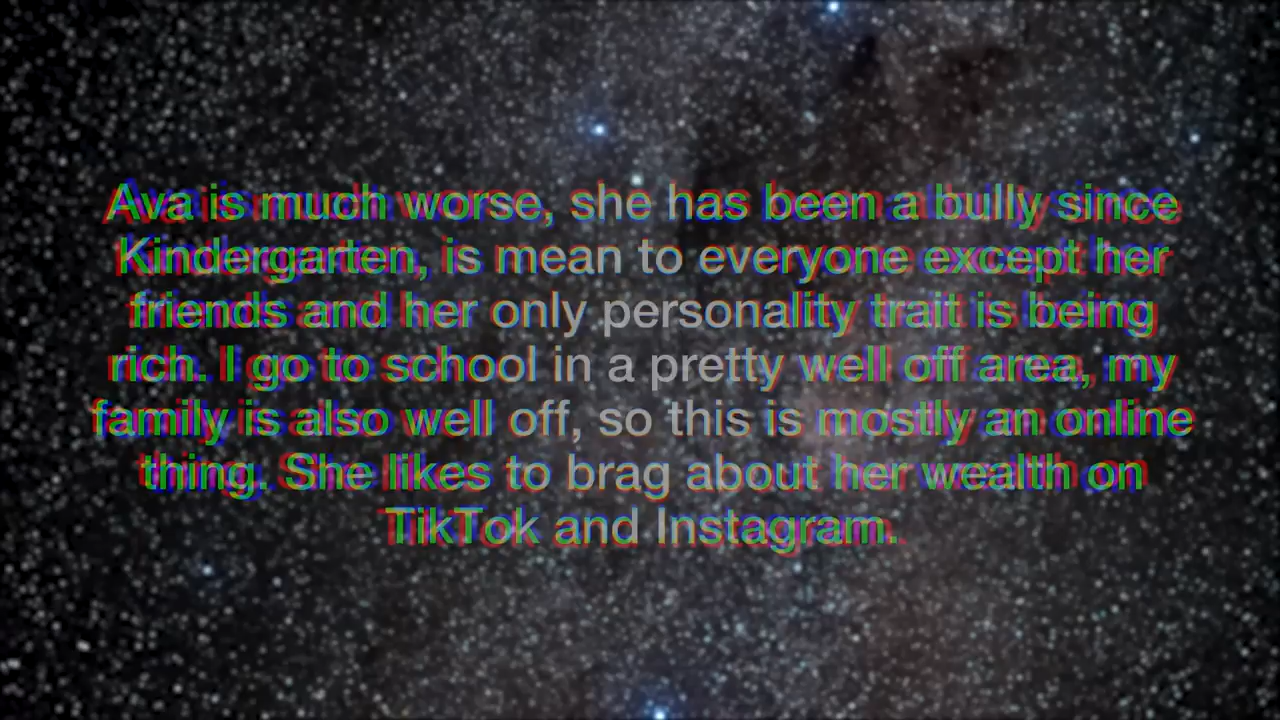 Ava is much worse, she has been a bully since
Kindergarten, is mean to everyone except her
friends and her only personality trait is being
rich. I go to school in a pretty well off area, my
family is also well off, so this is mostly an online
thing. She likes to brag about her wealth on
TikTok and Instagram.